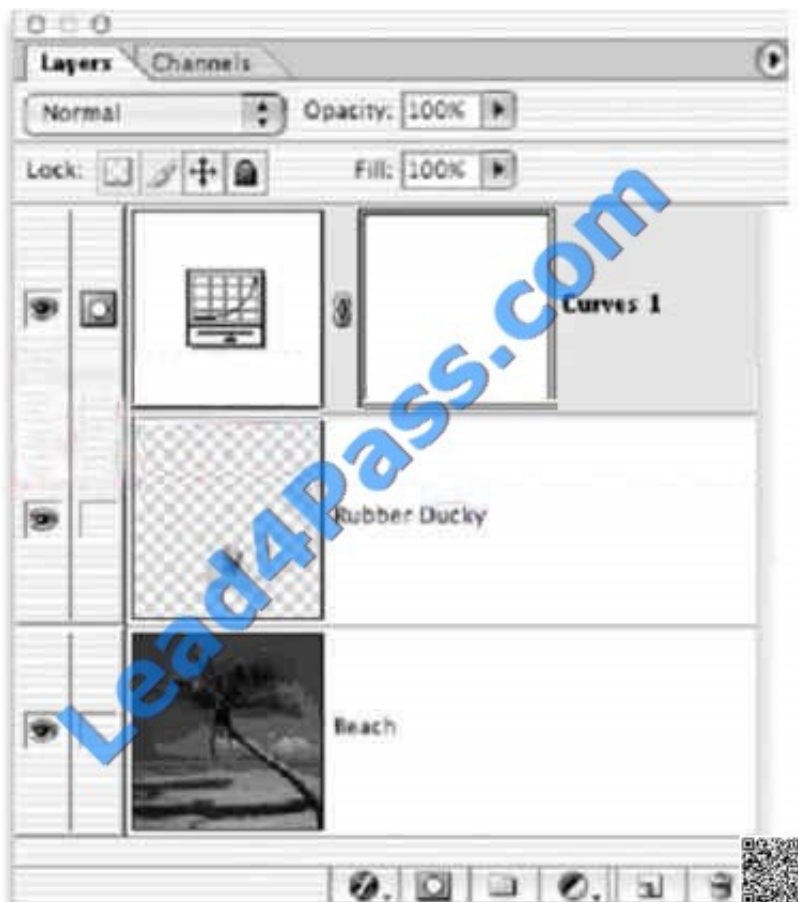 Layers Channels
Normal Opacity: 100%
Lock: Fill: 100%
Curves 1
Rubber Ducky
Beach
Lead4Pass.com